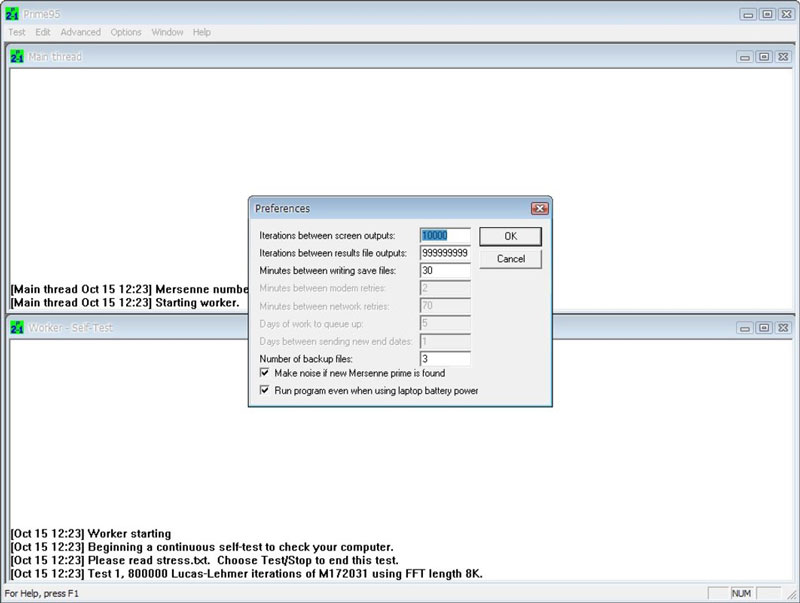 Prime95
Test Edit Advanced Options Window Help
Main thread
[Main thread Oct 15 12:23] Mersenne numbe
[Main thread Oct 15 12:23] Starting worker.
Preferences
Iterations between screen outputs: 10000
OK
Iterations between results file outputs: 999999999
Cancel
Minutes between writing save files: 30
Minutes between modem retries: 2
Minutes between network retries: 70
Days of work to queue up: 5
Days between sending new end dates: 1
Number of backup files: 3
Make noise if new Mersenne prime is found
Run program even when using laptop battery power
Worker - Self-Test
[Oct 15 12:23] Worker starting
[Oct 15 12:23] Beginning a continuous self-test to check your computer.
[Oct 15 12:23] Please read stress.txt. Choose Test/Stop to end this test.
[Oct 15 12:23] Test 1, 800000 Lucas-Lehmer iterations of M172031 using FFT length 8K.
For Help, press F1
NUM